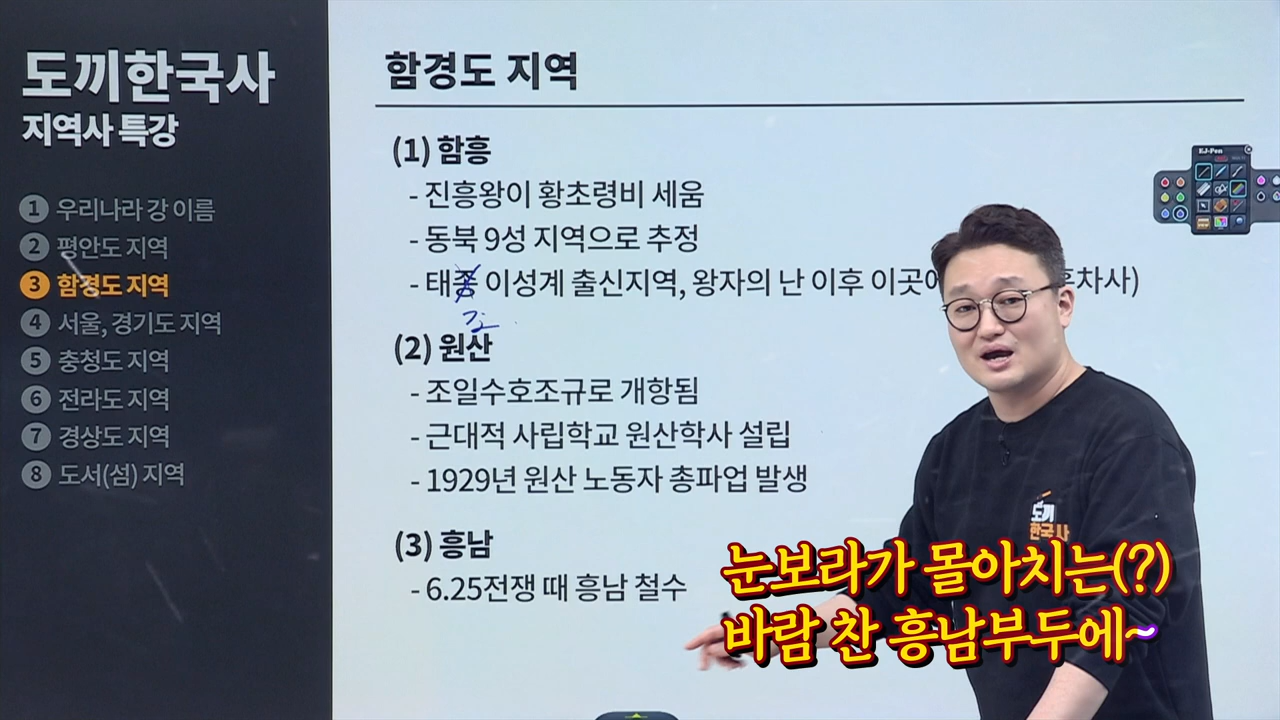 도끼한국사
지역사 특강
1 우리나라 강 이름
2 평안도 지역
3 함경도 지역
4 서울, 경기도 지역
5 충청도 지역
6 전라도 지역
7 경상도 지역
8 도서(섬) 지역
함경도 지역
(1) 함흥
- 진흥왕이 황초령비 세움
- 동북 9성 지역으로 추정
- 태종 이성계 출신지역, 왕자의 난 이후 이곳에 흥차사)
조
(2) 원산
- 조일수호조규로 개항됨
- 근대적 사립학교 원산학사 설립
- 1929년 원산 노동자 총파업 발생
(3) 흥남
- 6.25전쟁 때 흥남 철수
EJ-Pen
도끼
한국사
눈보라가 몰아치는(?)
바람 찬 흥남부두에~